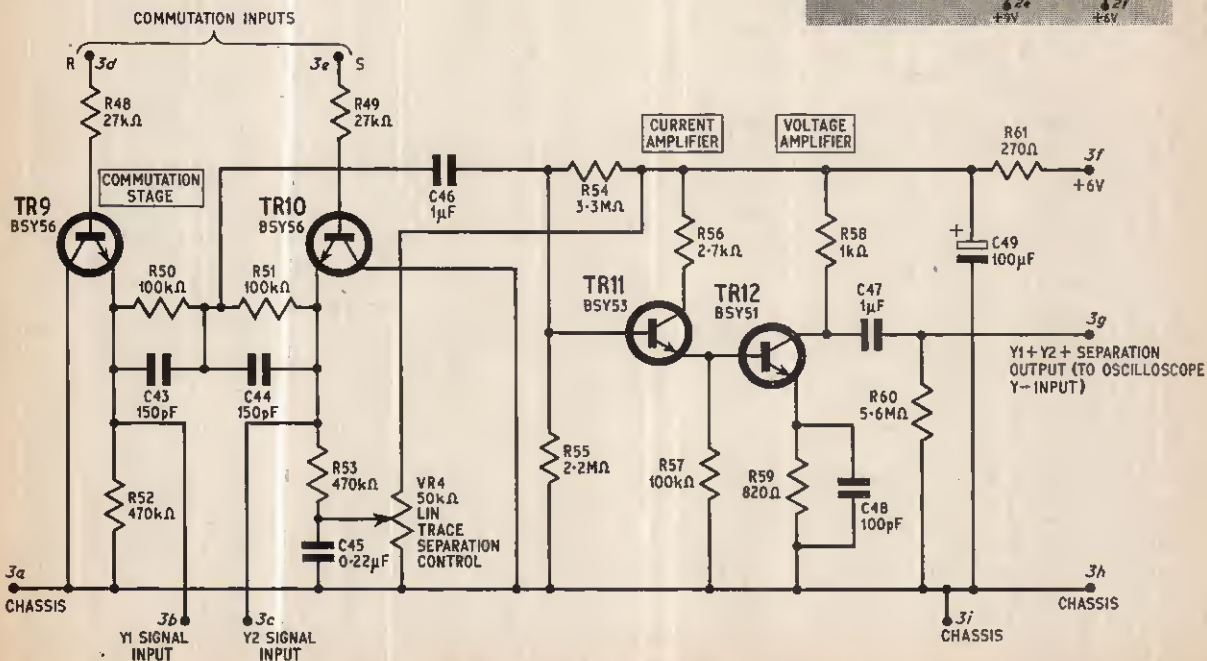 2e
+9V
2f
+6V
COMMUTATION INPUTS
R 3d
3e S
R48
27kΩ
R49
27kΩ
COMMUTATION
STAGE
TR9
BSY56
TR10
BSY56
R50
100kΩ
R51
100kΩ
C43
150pF
C44
150pF
R52
470kΩ
R53
470kΩ
C45
0·22µF
VR4
50kΩ
LIN
TRACE
SEPARATION
CONTROL
C46
1µF
R54
3·3MΩ
CURRENT
AMPLIFIER
VOLTAGE
AMPLIFIER
R61
270Ω
3f
+6V
R56
2·7kΩ
R58
1kΩ
+
C49
100µF
TR11
BSY53
TR12
BSY51
C47
1µF
3g
Y1+Y2+ SEPARATION
OUTPUT (TO OSCILLOSCOPE
Y-INPUT)
R60
5·6MΩ
R55
2·2MΩ
R57
100kΩ
R59
820Ω
C48
100pF
3a
CHASSIS
3b
Y1 SIGNAL
INPUT
3c
Y2 SIGNAL
INPUT
3i
CHASSIS
3h
CHASSIS